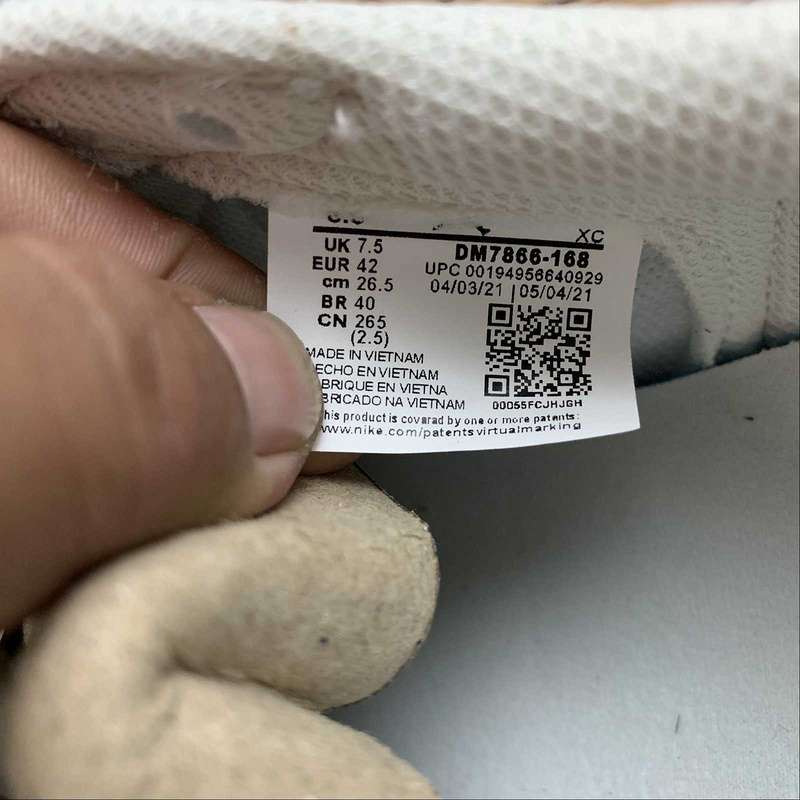 XC
UK 7.5
EUR 42
cm 26.5
BR 40
CN 265
(2.5)
DM7866-168
UPC 00194956640929
04/03/21 | 05/04/21
00055FCJHJGH
MADE IN VIETNAM
ECHO EN VIETNAM
BRIQUE EN VIETNA
BRICADO NA VIETNAM
his product is covarad by one or more patents:
www.nike.com/patentsvirtualmarking